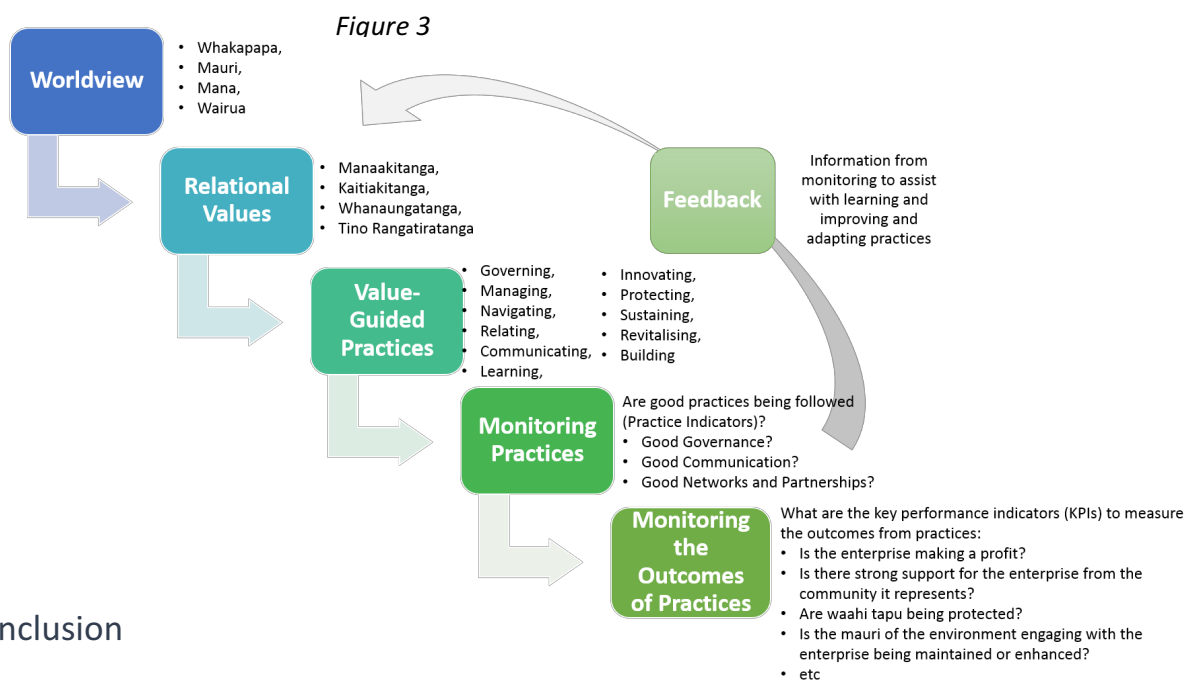 Figure 3
Worldview
• Whakapapa,
• Mauri,
• Mana,
• Wairua
Relational
Values
• Manaakitanga,
• Kaitiakitanga,
• Whanaungatanga,
• Tino Rangatiratanga
Feedback
Information from
monitoring to assist
with learning and
improving and
adapting practices
Value-
Guided
Practices
• Governing,
• Managing,
• Navigating,
• Relating,
• Communicating,
• Learning,
• Innovating,
• Protecting,
• Sustaining,
• Revitalising,
• Building
Monitoring
Practices
Are good practices being followed
(Practice Indicators)?
• Good Governance?
• Good Communication?
• Good Networks and Partnerships?
Monitoring
the
Outcomes
of Practices
What are the key performance indicators (KPIs) to measure
the outcomes from practices:
• Is the enterprise making a profit?
• Is there strong support for the enterprise from the
community it represents?
• Are waahi tapu being protected?
• Is the mauri of the environment engaging with the
enterprise being maintained or enhanced?
• etc
nclusion